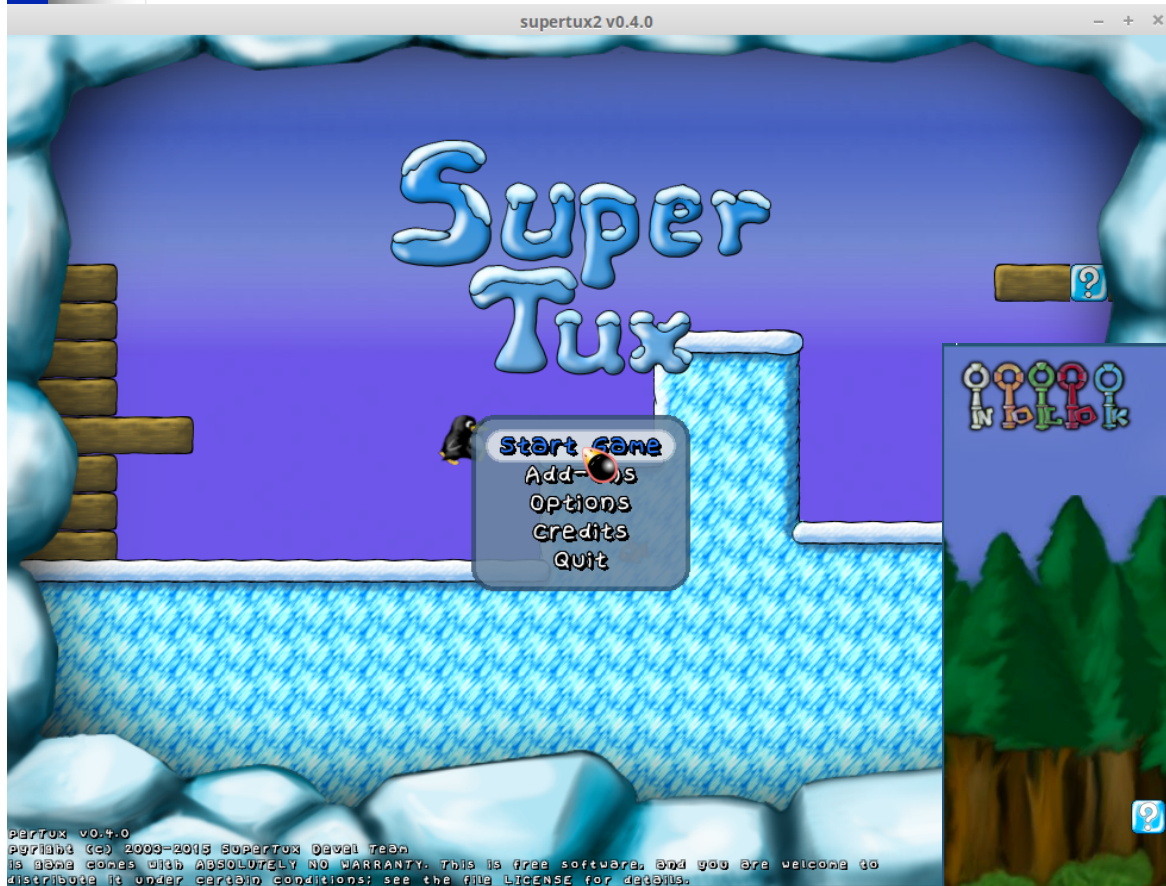 supertux2 v0.4.0
Super
Tux
?
Start Game
Add-ons
Options
Credits
Quit
?
perTux v0.4.0
pyright (c) 2003-2015 SuperTux Devel Team
is game comes with ABSOLUTELY NO WARRANTY. This is free software, and you are welcome to
distribute it under certain conditions; see the file LICENSE for details.